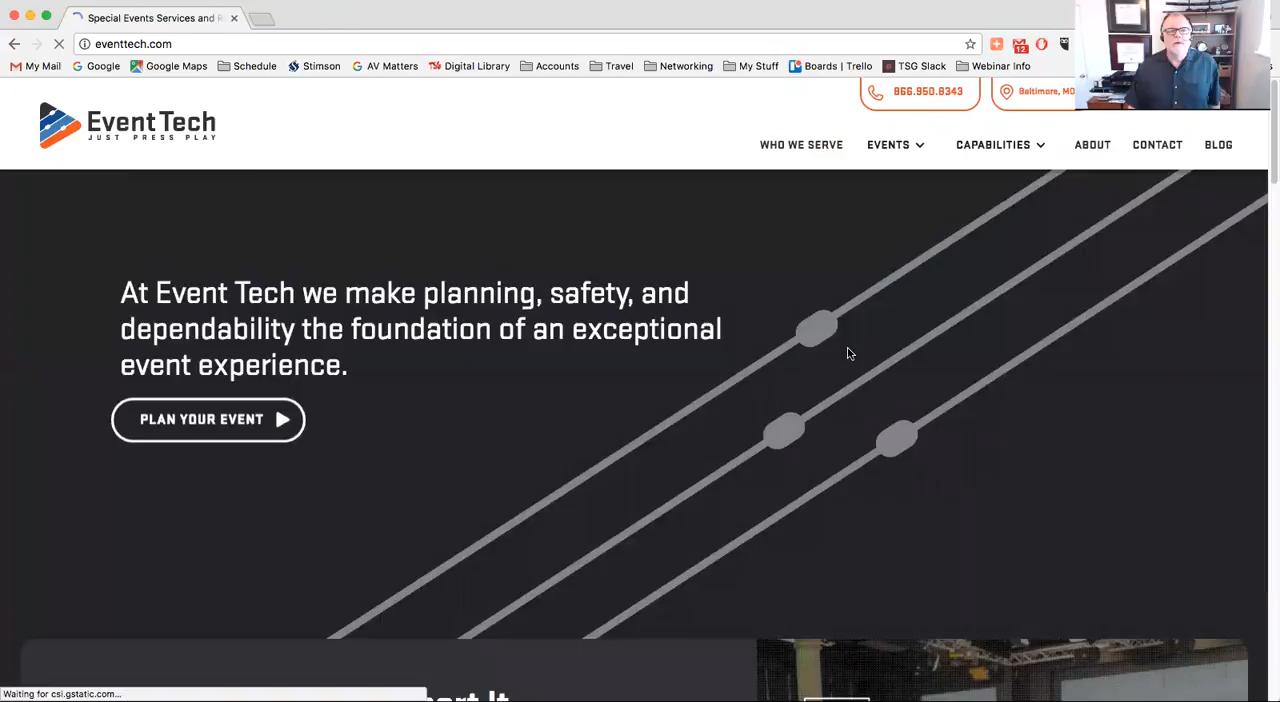 Special Events Services and R
eventtech.com
12
My Mail
Google
Google Maps
Schedule
Stimson
AV Matters
Digital Library
Accounts
Travel
Networking
My Stuff
Boards | Trello
TSG Slack
Webinar Info
Event Tech
JUST PRESS PLAY
866.950.8343
Baltimore, MD
WHO WE SERVE
EVENTS
CAPABILITIES
ABOUT
CONTACT
BLOG
At Event Tech we make planning, safety, and
dependability the foundation of an exceptional
event experience.
PLAN YOUR EVENT
Waiting for csi.gstatic.com...
port It